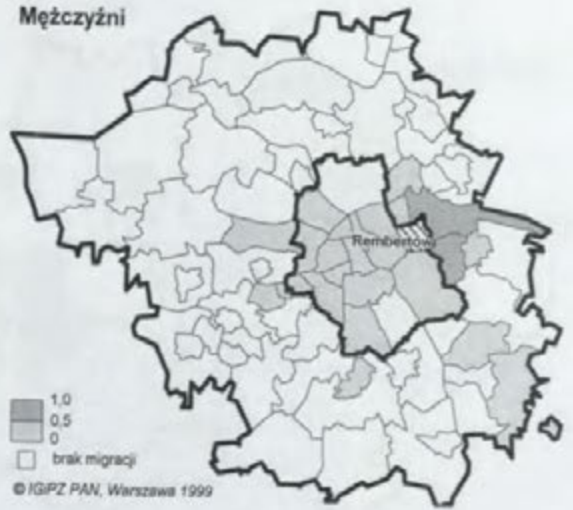 Mężczyźni
Rembertów
1,0
0,5
0
brak migracji
© IGiPZ PAN, Warszawa 1999